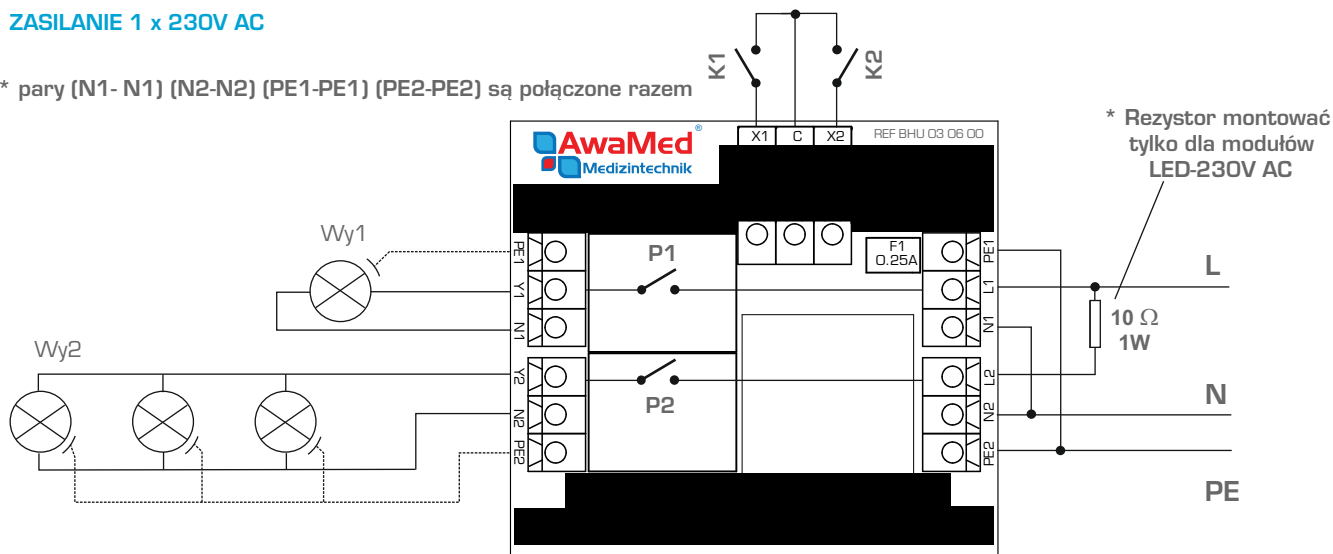 ZASILANIE 1 x 230V AC
* pary (N1- N1) (N2-N2) (PE1-PE1) (PE2-PE2) są połączone razem
K1
K2
X1 C X2
REF BHU 03 06 00
AwaMed®
Medizintechnik
* Rezystor montować
tylko dla modułów
LED-230V AC
Wy1
PE1
Y1
N1
P1
F1
0.25A
PE1
L1
N1
L
10 Ω
1W
Wy2
Y2
N2
PE2
P2
L2
N2
PE2
N
PE